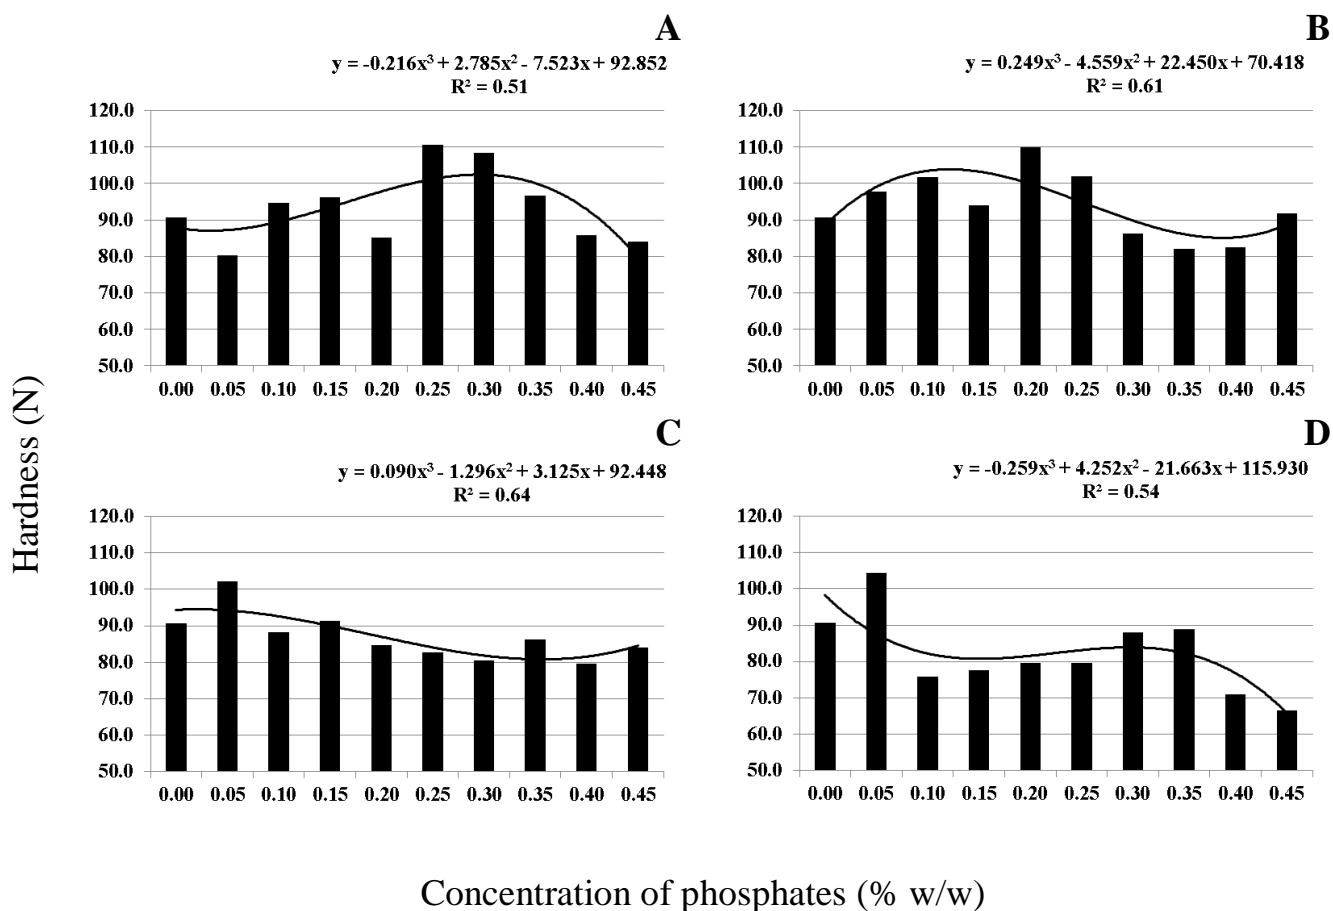 A
y = -0.216x³ + 2.785x² - 7.523x + 92.852
R² = 0.51
120.0
110.0
100.0
90.0
80.0
70.0
60.0
50.0
0.00 0.05 0.10 0.15 0.20 0.25 0.30 0.35 0.40 0.45
B
y = 0.249x³ - 4.559x² + 22.450x + 70.418
R² = 0.61
120.0
110.0
100.0
90.0
80.0
70.0
60.0
50.0
0.00 0.05 0.10 0.15 0.20 0.25 0.30 0.35 0.40 0.45
Hardness (N)
C
y = 0.090x³ - 1.296x² + 3.125x + 92.448
R² = 0.64
120.0
110.0
100.0
90.0
80.0
70.0
60.0
50.0
0.00 0.05 0.10 0.15 0.20 0.25 0.30 0.35 0.40 0.45
D
y = -0.259x³ + 4.252x² - 21.663x + 115.930
R² = 0.54
120.0
110.0
100.0
90.0
80.0
70.0
60.0
50.0
0.00 0.05 0.10 0.15 0.20 0.25 0.30 0.35 0.40 0.45
Concentration of phosphates (% w/w)